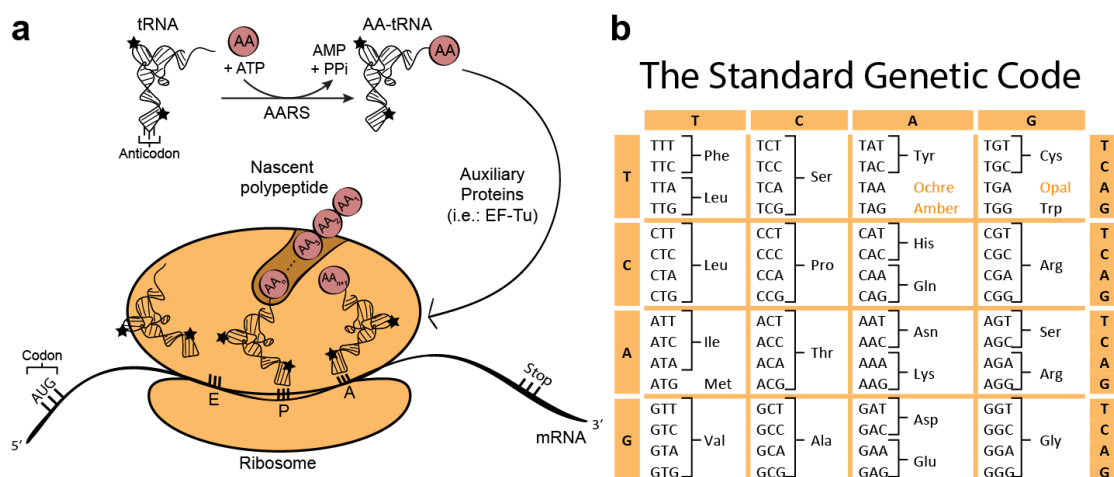 a
tRNA
AA
+ ATP
AMP
+ PPi
AA-tRNA
AA
AARS
Anticodon
Nascent
polypeptide
Auxiliary
Proteins
(i.e.: EF-Tu)
AA1
AA2
AA3
AAn
AAn+1
Codon
AUG
E
P
A
Stop
5′
mRNA
3′
Ribosome
b
The Standard Genetic Code
T C A G
T
TTT TCT TAT TGT T
Phe Tyr Cys
TTC TCC TAC TGC C
Ser
TTA TCA TAA Ochre TGA Opal A
Leu
TTG TCG TAG Amber TGG Trp G
C
CTT CCT CAT CGT T
His
CTC CCC CAC CGC C
Leu Pro Arg
CTA CCA CAA CGA A
Gln
CTG CCG CAG CGG G
A
ATT ACT AAT AGT T
Asn Ser
ATC ACC AAC AGC C
Ile Thr
ATA ACA AAA AGA A
Lys Arg
ATG Met ACG AAG AGG G
G
GTT GCT GAT GGT T
Asp
GTC GCC GAC GGC C
Val Ala Gly
GTA GCA GAA GGA A
Glu
GTG GCG GAG GGG G